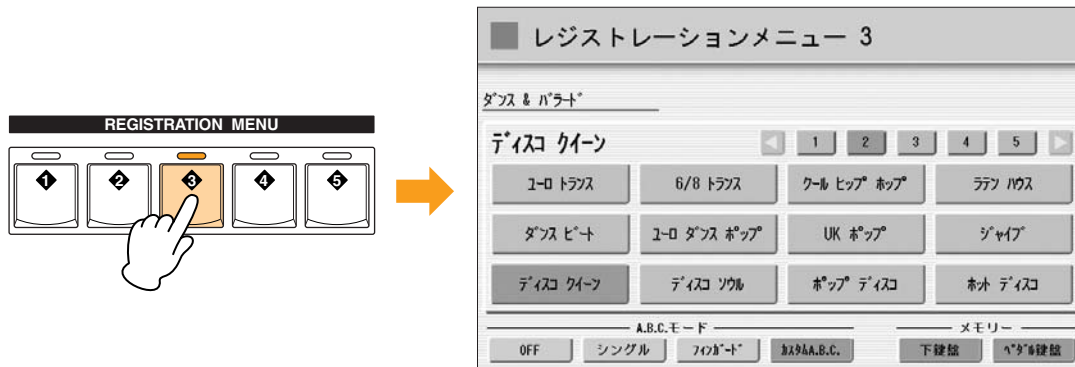 REGISTRATION MENU
1 2 3 4 5
レジストレーションメニュー 3
ダンス & バラード
ディスコ クイーン 1 2 3 4 5
ユーロ トランス 6/8 トランス クール ヒップ ホップ ラテン ハウス
ダンス ビート ユーロ ダンス ポップ UK ポップ ジャイブ
ディスコ クイーン ディスコ ソウル ポップ ディスコ ホット ディスコ
A.B.C.モード メモリー
OFF シングル フィンガード カスタムA.B.C. 下鍵盤 ペダル鍵盤